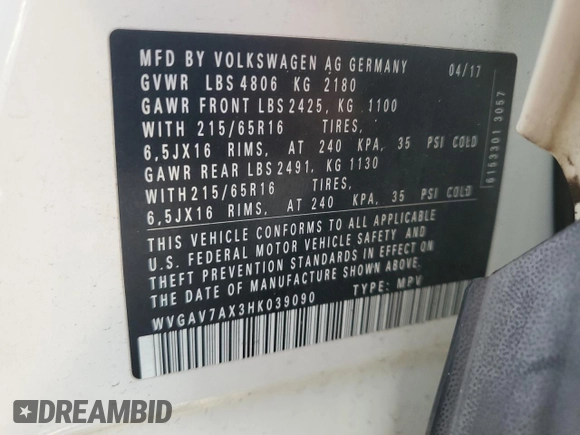 MFD BY VOLKSWAGEN AG GERMANY 04/17
GVWR LBS 4806 KG 2180
GAWR FRONT LBS 2425, KG 1100
WITH 215/65R16 TIRES,
6,5JX16 RIMS, AT 240 KPA, 35 PSI COLD
GAWR REAR LBS 2491, KG 1130
WITH 215/65R16 TIRES,
6,5JX16 RIMS, AT 240 KPA, 35 PSI COLD
THIS VEHICLE CONFORMS TO ALL APPLICABLE
U.S. FEDERAL MOTOR VEHICLE SAFETY AND
THEFT PREVENTION STANDARDS IN EFFECT ON
THE DATE OF MANUFACTURE SHOWN ABOVE.
WVGAV7AX3HK039090 TYPE: MPV
6153301 3057
DREAMBID